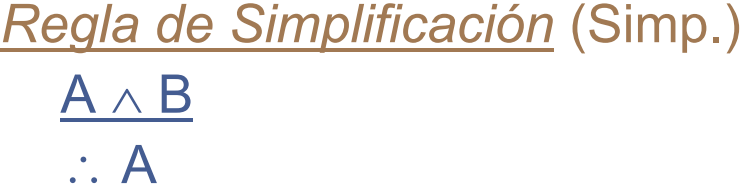 Regla de Simplificación (Simp.)
A ∧ B
∴ A